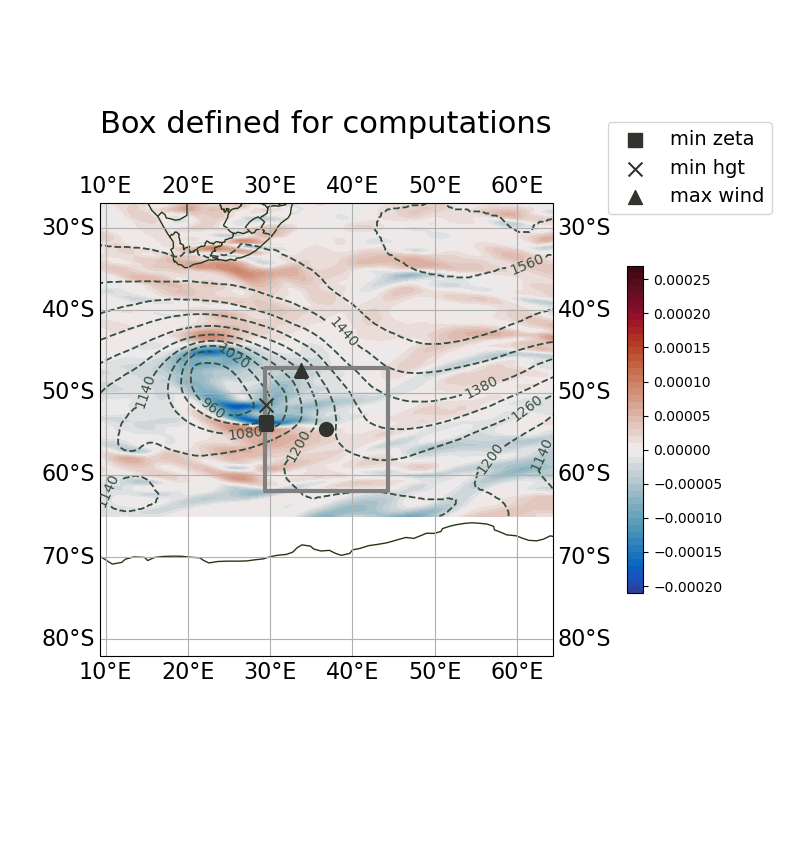 Box defined for computations
min zeta
min hgt
max wind
10°E 20°E 30°E 40°E 50°E 60°E
30°S 30°S
1560
0.00025
40°S 40°S
0.00020
1440
0.00015
1020
50°S 50°S
1140
1380
0.00010
960
1260
0.00005
1080
1200
1200
1140
0.00000
60°S 60°S
1140
−0.00005
−0.00010
70°S 70°S
−0.00015
−0.00020
80°S 80°S
10°E 20°E 30°E 40°E 50°E 60°E